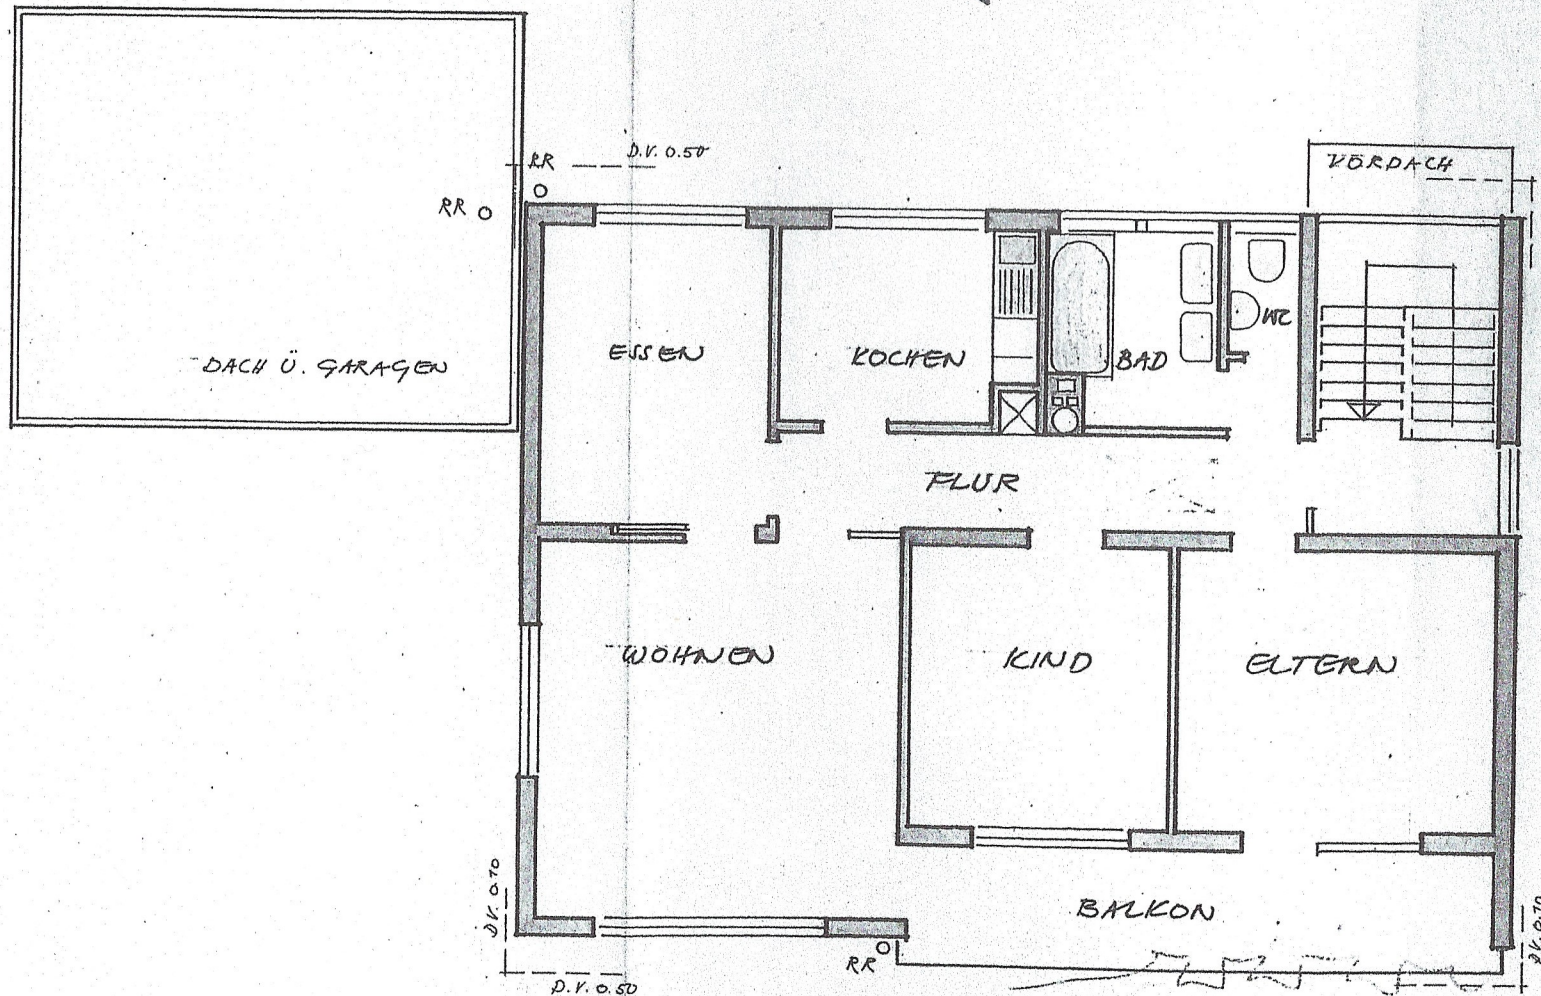 D.V. 0.50
RR
VORDACH
RR
DACH Ü. GARAGEN
ESSEN
KOCHEN
BAD
WC
FLUR
WOHNEN
KIND
ELTERN
BALKON
D.V. 0.70
D.V. 0.70
RR
D.V. 0.50